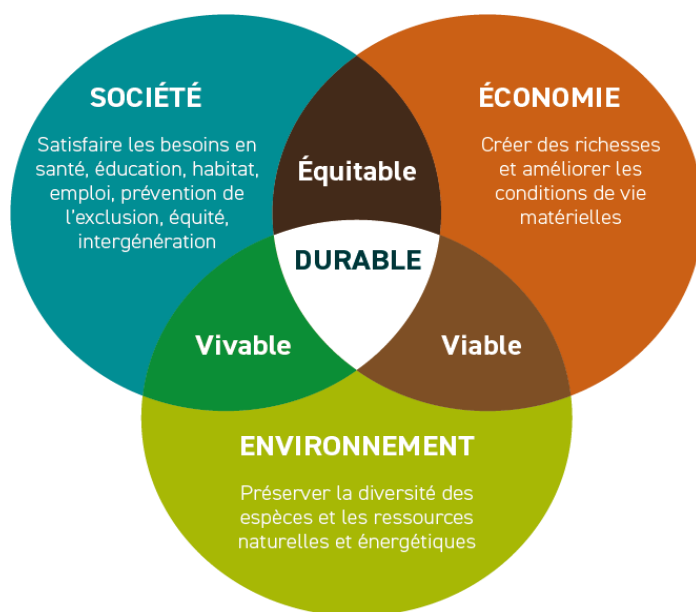 SOCIÉTÉ
Satisfaire les besoins en
santé, éducation, habitat,
emploi, prévention de
l'exclusion, équité,
intergénération
ÉCONOMIE
Créer des richesses
et améliorer les
conditions de vie
matérielles
Équitable
DURABLE
Vivable
Viable
ENVIRONNEMENT
Préserver la diversité des
espèces et les ressources
naturelles et énergétiques